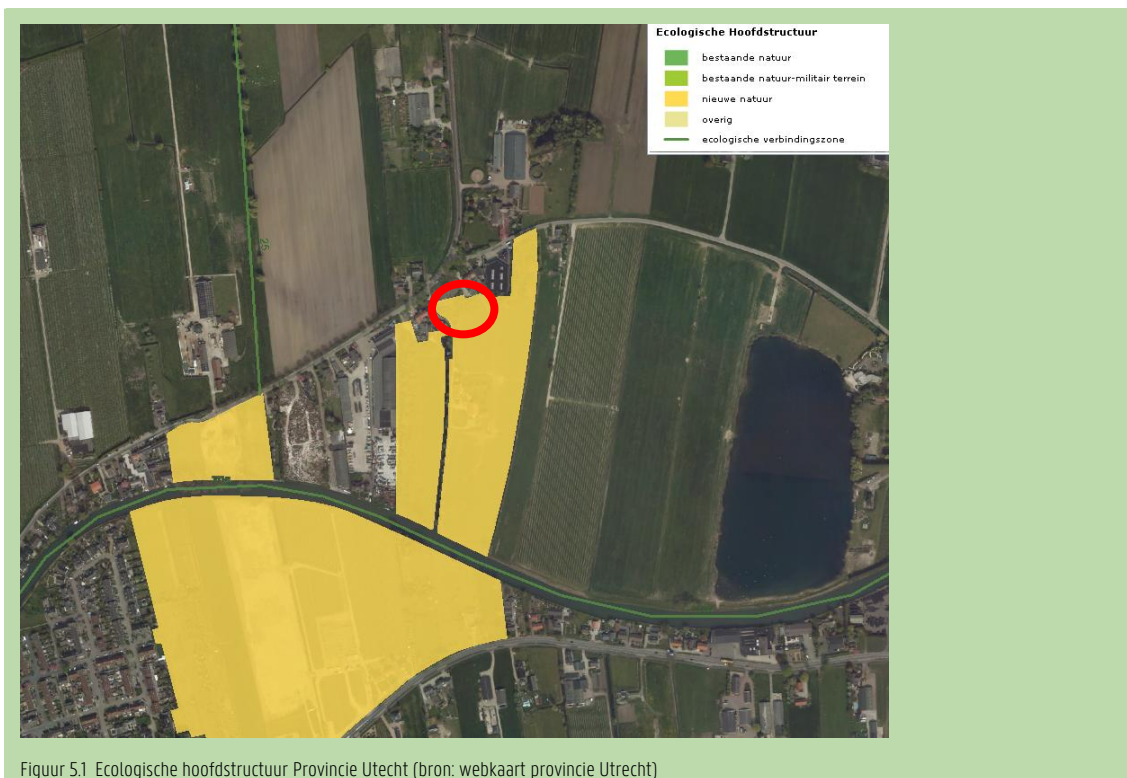 Ecologische Hoofdstructuur
bestaande natuur
bestaande natuur-militair terrein
nieuwe natuur
overig
ecologische verbindingszone
Figuur 5.1 Ecologische hoofdstructuur Provincie Utecht (bron: webkaart provincie Utrecht)